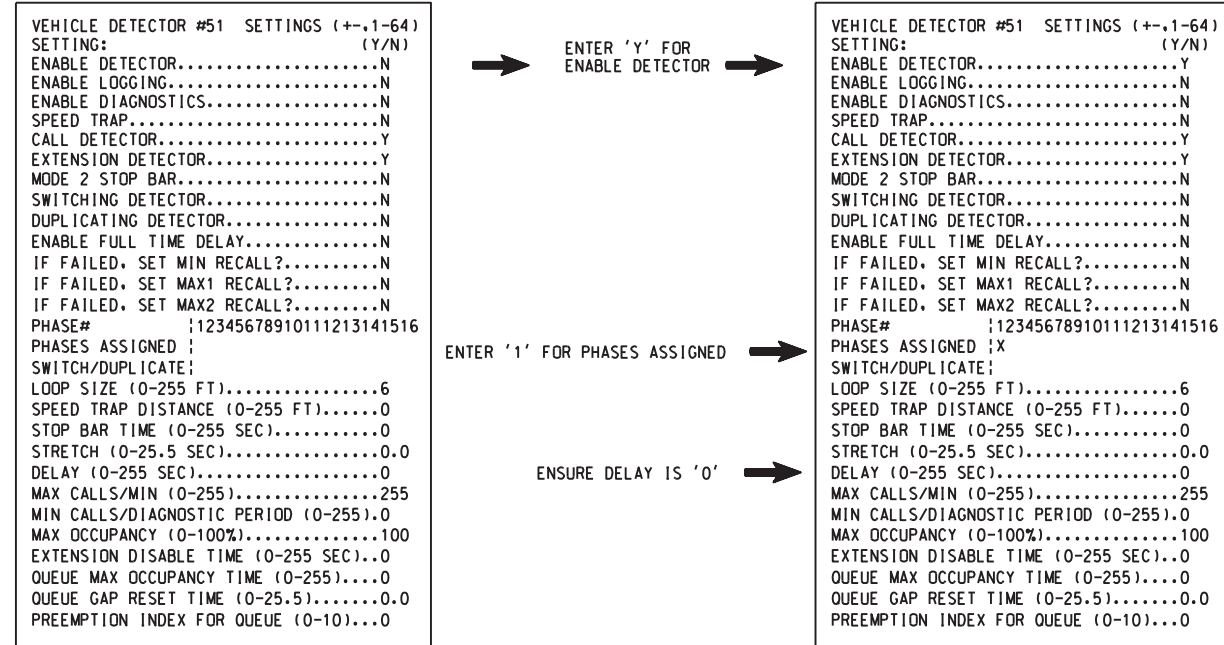 VEHICLE DETECTOR #51 SETTINGS (+-,1-64)
SETTING: (Y/N)
ENABLE DETECTOR......................N
ENABLE LOGGING.......................N
ENABLE DIAGNOSTICS...................N
SPEED TRAP...........................N
CALL DETECTOR........................Y
EXTENSION DETECTOR...................Y
MODE 2 STOP BAR......................N
SWITCHING DETECTOR...................N
DUPLICATING DETECTOR.................N
ENABLE FULL TIME DELAY...............N
IF FAILED, SET MIN RECALL?..........N
IF FAILED, SET MAX1 RECALL?.........N
IF FAILED, SET MAX2 RECALL?.........N
PHASE# |12345678910111213141516
PHASES ASSIGNED |
SWITCH/DUPLICATE|
LOOP SIZE (0-255 FT).................6
SPEED TRAP DISTANCE (0-255 FT)......0
STOP BAR TIME (0-255 SEC)...........0
STRETCH (0-25.5 SEC)................0.0
DELAY (0-255 SEC)....................0
MAX CALLS/MIN (0-255)................255
MIN CALLS/DIAGNOSTIC PERIOD (0-255).0
MAX OCCUPANCY (0-100%)...............100
EXTENSION DISABLE TIME (0-255 SEC)..0
QUEUE MAX OCCUPANCY TIME (0-255)....0
QUEUE GAP RESET TIME (0-25.5).......0.0
PREEMPTION INDEX FOR QUEUE (0-10)...0
ENTER 'Y' FOR
ENABLE DETECTOR
ENTER '1' FOR PHASES ASSIGNED
ENSURE DELAY IS '0'
VEHICLE DETECTOR #51 SETTINGS (+-,1-64)
SETTING: (Y/N)
ENABLE DETECTOR......................Y
ENABLE LOGGING.......................N
ENABLE DIAGNOSTICS...................N
SPEED TRAP...........................N
CALL DETECTOR........................Y
EXTENSION DETECTOR...................Y
MODE 2 STOP BAR......................N
SWITCHING DETECTOR...................N
DUPLICATING DETECTOR.................N
ENABLE FULL TIME DELAY...............N
IF FAILED, SET MIN RECALL?..........N
IF FAILED, SET MAX1 RECALL?.........N
IF FAILED, SET MAX2 RECALL?.........N
PHASE# |12345678910111213141516
PHASES ASSIGNED |X
SWITCH/DUPLICATE|
LOOP SIZE (0-255 FT).................6
SPEED TRAP DISTANCE (0-255 FT)......0
STOP BAR TIME (0-255 SEC)...........0
STRETCH (0-25.5 SEC)................0.0
DELAY (0-255 SEC)....................0
MAX CALLS/MIN (0-255)................255
MIN CALLS/DIAGNOSTIC PERIOD (0-255).0
MAX OCCUPANCY (0-100%)...............100
EXTENSION DISABLE TIME (0-255 SEC)..0
QUEUE MAX OCCUPANCY TIME (0-255)....0
QUEUE GAP RESET TIME (0-25.5).......0.0
PREEMPTION INDEX FOR QUEUE (0-10)...0